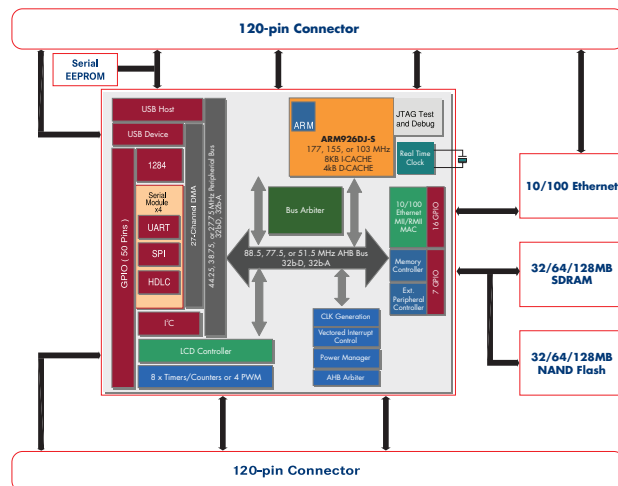 120-pin Connector
Serial
EEPROM
USB Host
USB Device
1284
Serial
Module
x4
UART
SPI
HDLC
I²C
GPIO ( 50 Pins )
27-Channel DMA
44.25, 38.75, or 27.75 MHz Peripheral Bus
32b-D, 32b-A
LCD Controller
8 x Timers/Counters or 4 PWM
ARM
ARM926DJ-S
177, 155, or 103 MHz
8KB I-CACHE
4kB D-CACHE
JTAG Test
and Debug
Real Time
Clock
Bus Arbiter
10/100
Ethernet
MII/RMII
MAC
16 GPIO
88.5, 77.5, or 51.5 MHz AHB Bus
32b-D, 32b-A
Memory
Controller
Ext.
Peripheral
Controller
7 GPIO
CLK Generation
Vectored Interrupt
Control
Power Manager
AHB Arbiter
10/100 Ethernet
32/64/128MB
SDRAM
32/64/128MB
NAND Flash
120-pin Connector